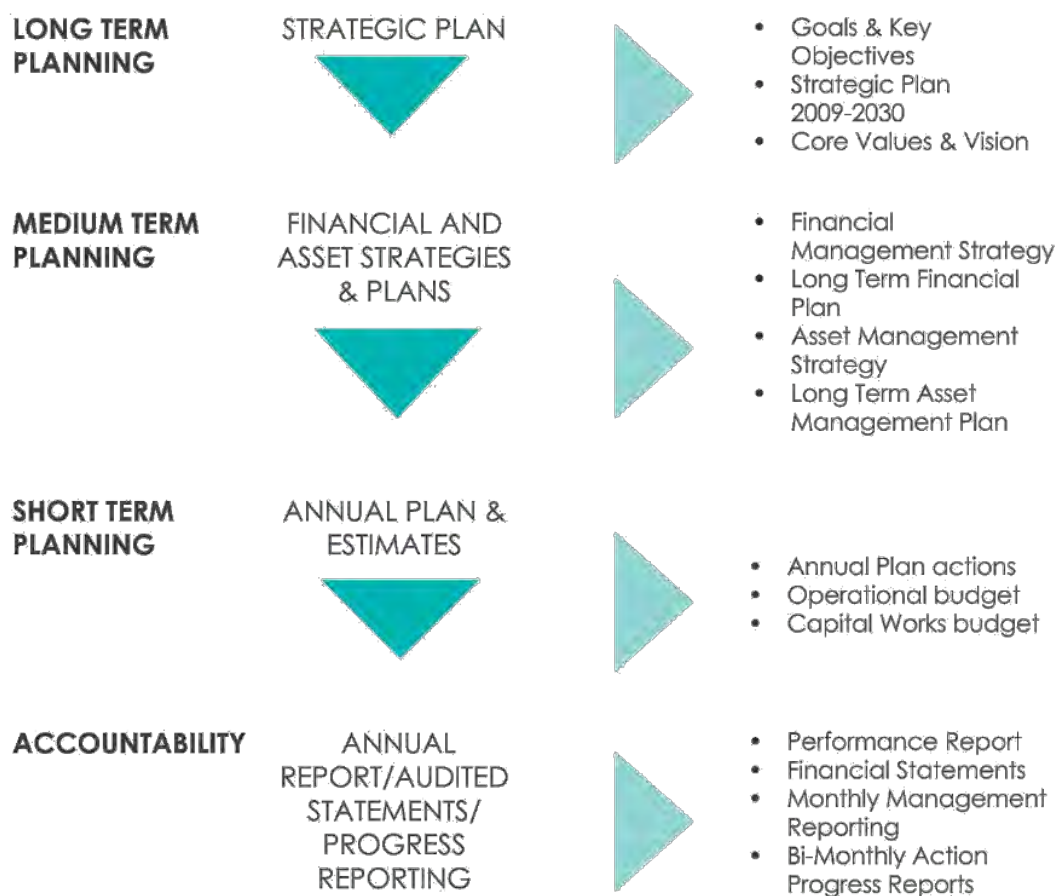 LONG TERM
PLANNING
STRATEGIC PLAN
• Goals & Key
Objectives
• Strategic Plan
2009-2030
• Core Values & Vision
MEDIUM TERM
PLANNING
FINANCIAL AND
ASSET STRATEGIES
& PLANS
• Financial
Management Strategy
• Long Term Financial
Plan
• Asset Management
Strategy
• Long Term Asset
Management Plan
SHORT TERM
PLANNING
ANNUAL PLAN &
ESTIMATES
• Annual Plan actions
• Operational budget
• Capital Works budget
ACCOUNTABILITY
ANNUAL
REPORT/AUDITED
STATEMENTS/
PROGRESS
REPORTING
• Performance Report
• Financial Statements
• Monthly Management
Reporting
• Bi-Monthly Action
Progress Reports